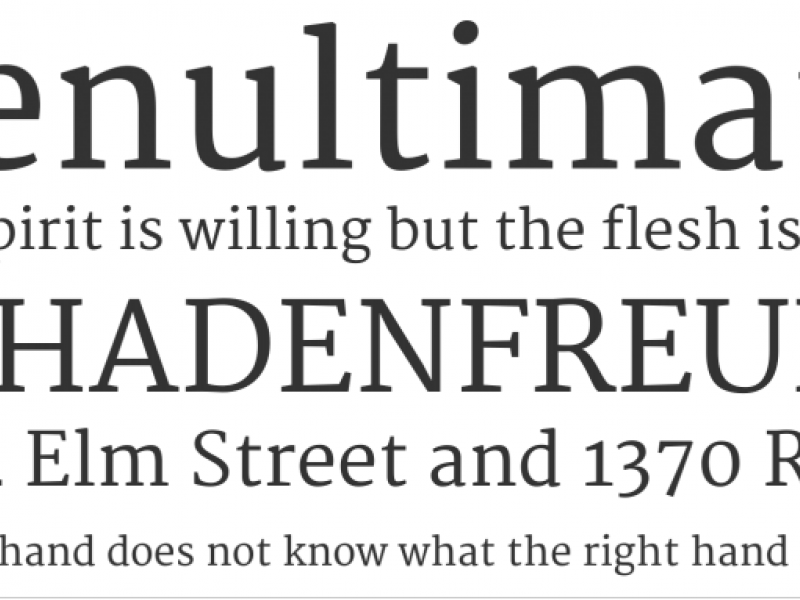 enultima
pirit is willing but the flesh is
HADENFREU
Elm Street and 1370 R
hand does not know what the right hand